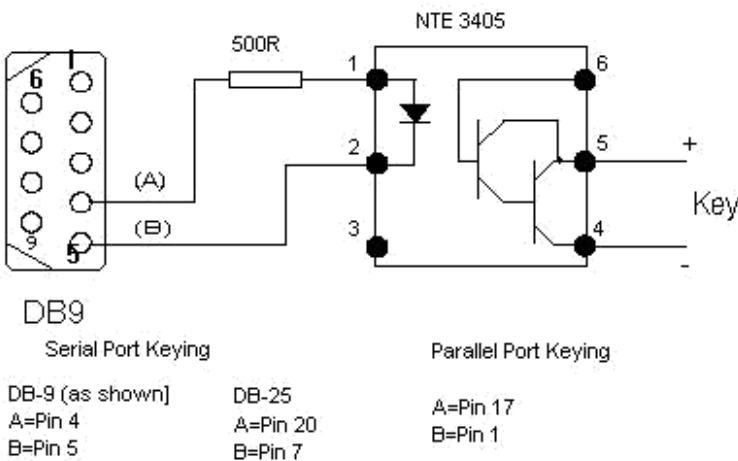 NTE 3405
500R
1
6
1
6
2
5
+
(A)
Key
(B)
3
4
9
5
-
DB9
Serial Port Keying
Parallel Port Keying
DB-9 (as shown]
DB-25
A=Pin 4
A=Pin 20
A=Pin 17
B=Pin 5
B=Pin 7
B=Pin 1